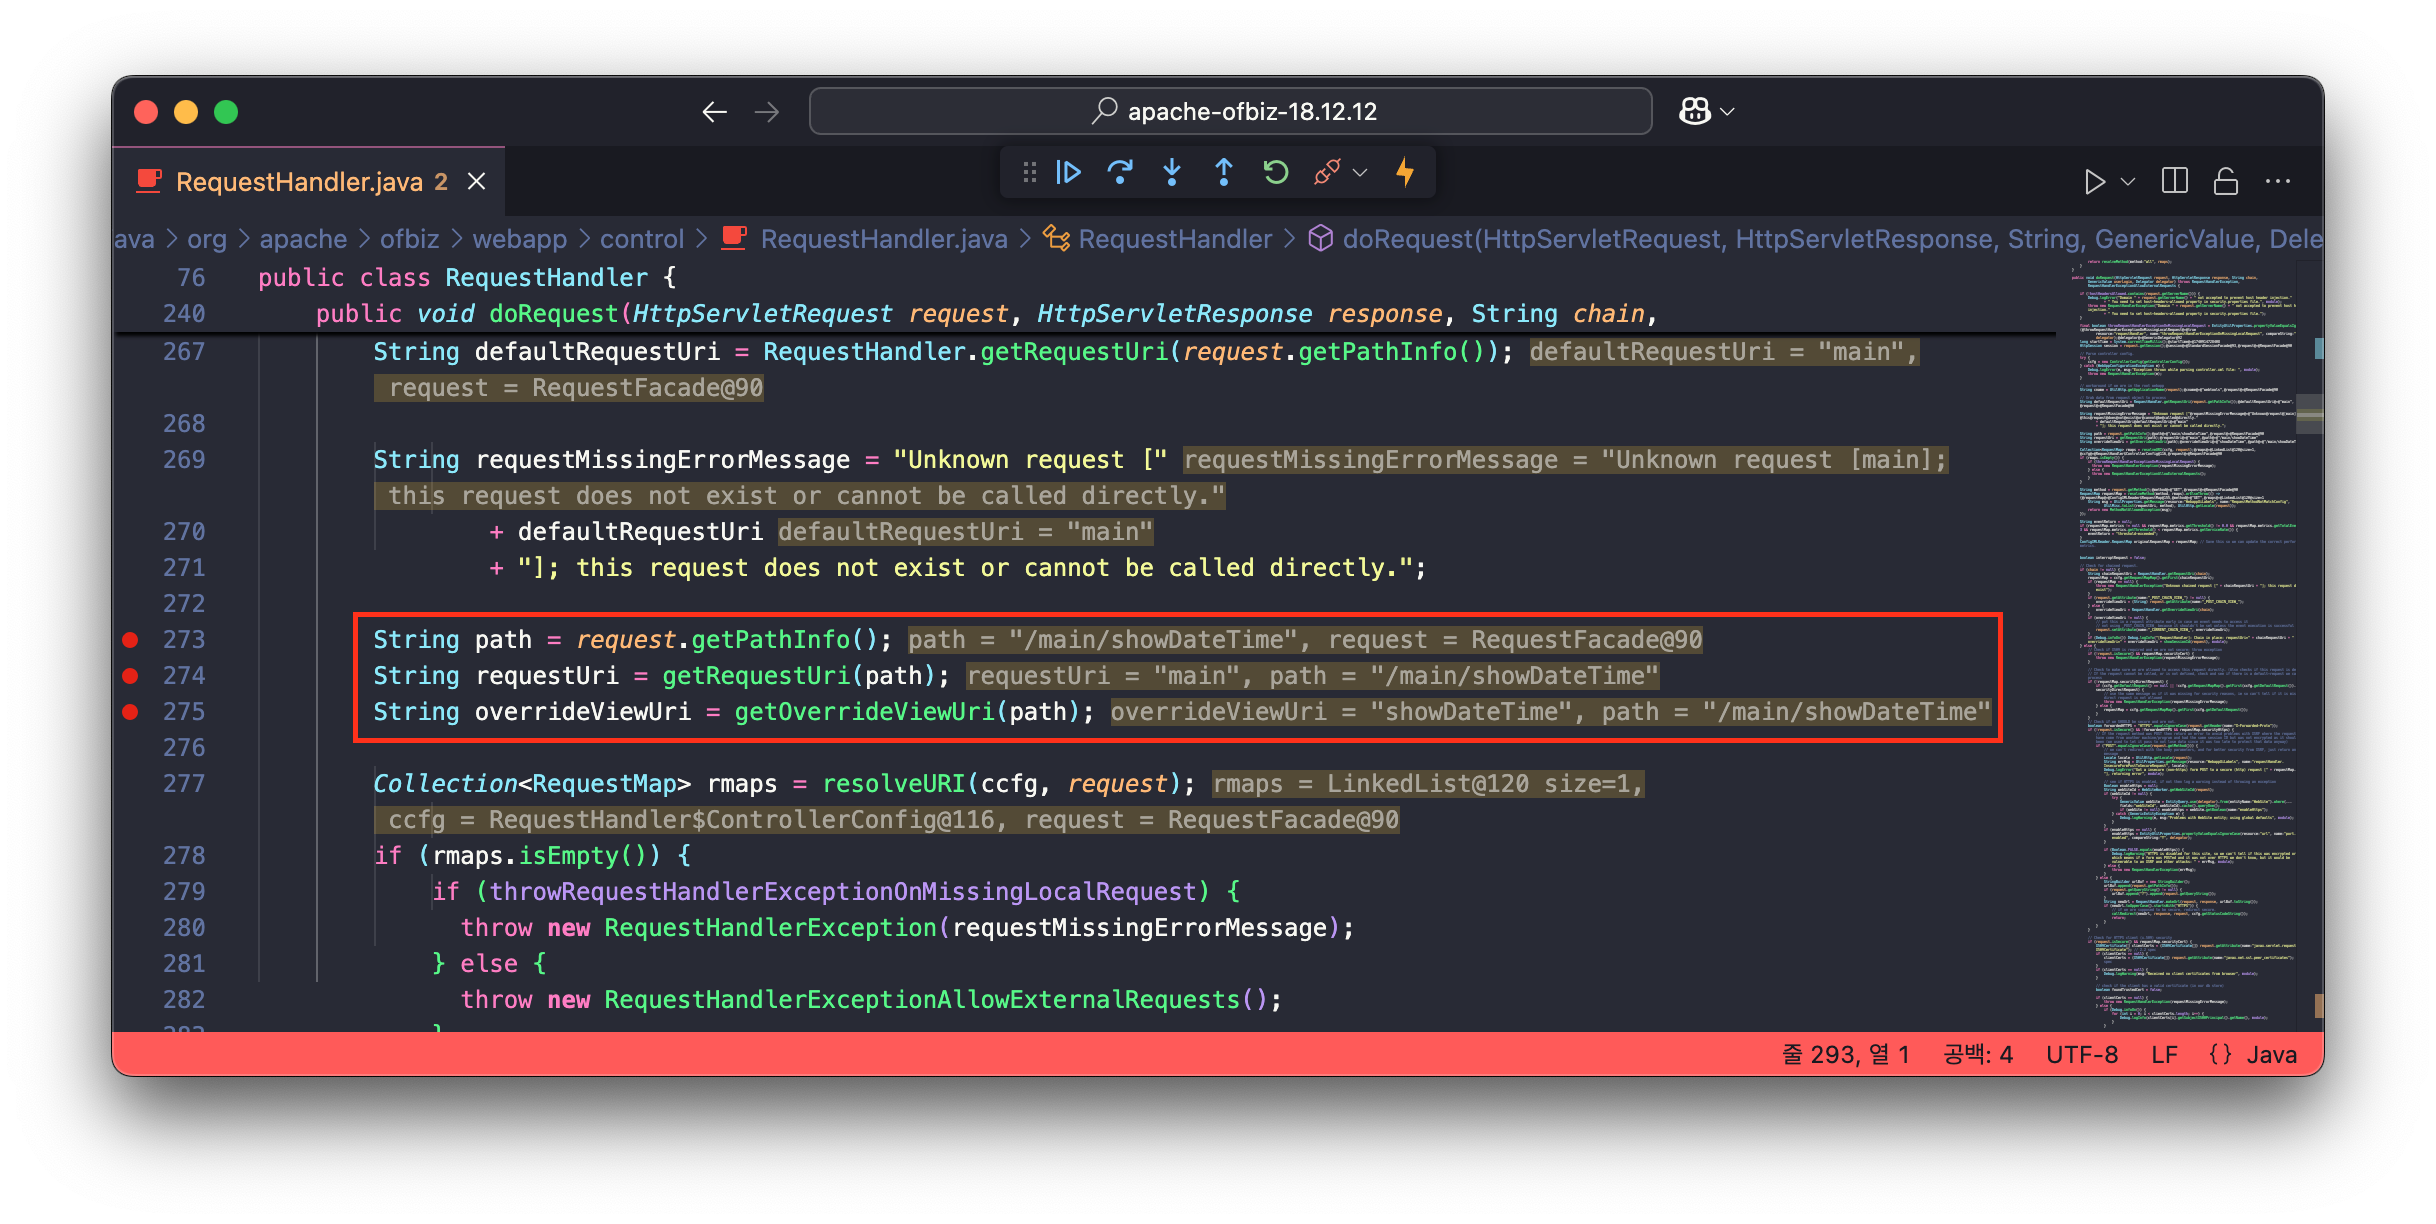 apache-ofbiz-18.12.12
RequestHandler.java 2
ava > org > apache > ofbiz > webapp > control > RequestHandler.java > RequestHandler > doRequest(HttpServletRequest, HttpServletResponse, String, GenericValue, Dele
76 public class RequestHandler {
240 public void doRequest(HttpServletRequest request, HttpServletResponse response, String chain,
267 String defaultRequestUri = RequestHandler.getRequestUri(request.getPathInfo()); defaultRequestUri = "main",
request = RequestFacade@90
268
269 String requestMissingErrorMessage = "Unknown request [" requestMissingErrorMessage = "Unknown request [main];
this request does not exist or cannot be called directly."
270 + defaultRequestUri defaultRequestUri = "main"
271 + "]; this request does not exist or cannot be called directly.";
272
273 String path = request.getPathInfo(); path = "/main/showDateTime", request = RequestFacade@90
274 String requestUri = getRequestUri(path); requestUri = "main", path = "/main/showDateTime"
275 String overrideViewUri = getOverrideViewUri(path); overrideViewUri = "showDateTime", path = "/main/showDateTime"
276
277 Collection<RequestMap> rmaps = resolveURI(ccfg, request); rmaps = LinkedList@120 size=1,
ccfg = RequestHandler$ControllerConfig@116, request = RequestFacade@90
278 if (rmaps.isEmpty()) {
279 if (throwRequestHandlerExceptionOnMissingLocalRequest) {
280 throw new RequestHandlerException(requestMissingErrorMessage);
281 } else {
282 throw new RequestHandlerExceptionAllowExternalRequests();
283 }
줄 293, 열 1 공백: 4 UTF-8 LF {} Java